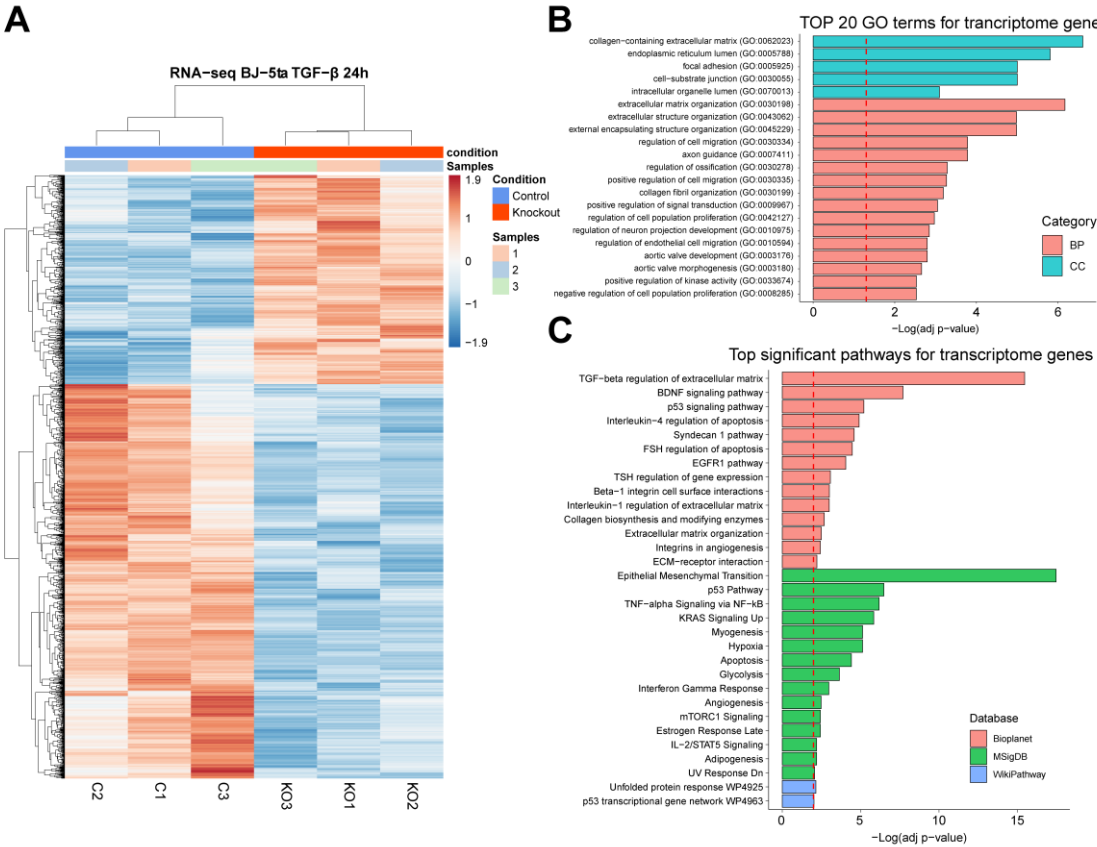 A
RNA-seq BJ-5ta TGF-β 24h
condition
Samples
1.9
1
0
-1
-1.9
Condition
Control
Knockout
Samples
1
2
3
C2
C1
C3
KO3
KO1
KO2
B
TOP 20 GO terms for trancriptome gene
collagen-containing extracellular matrix (GO:0062023)
endoplasmic reticulum lumen (GO:0005788)
focal adhesion (GO:0005925)
cell-substrate junction (GO:0030055)
intracellular organelle lumen (GO:0070013)
extracellular matrix organization (GO:0030198)
extracellular structure organization (GO:0043062)
external encapsulating structure organization (GO:0045229)
regulation of cell migration (GO:0030334)
axon guidance (GO:0007411)
regulation of ossification (GO:0030278)
positive regulation of cell migration (GO:0030335)
collagen fibril organization (GO:0030199)
positive regulation of signal transduction (GO:0009967)
regulation of cell population proliferation (GO:0042127)
regulation of neuron projection development (GO:0010975)
regulation of endothelial cell migration (GO:0010594)
aortic valve development (GO:0003176)
aortic valve morphogenesis (GO:0003180)
positive regulation of kinase activity (GO:0033674)
negative regulation of cell population proliferation (GO:0008285)
Category
BP
CC
0 2 4 6
-Log(adj p-value)
C
Top significant pathways for transcriptome genes
TGF-beta regulation of extracellular matrix
BDNF signaling pathway
p53 signaling pathway
Interleukin-4 regulation of apoptosis
Syndecan 1 pathway
FSH regulation of apoptosis
EGFR1 pathway
TSH regulation of gene expression
Beta-1 integrin cell surface interactions
Interleukin-1 regulation of extracellular matrix
Collagen biosynthesis and modifying enzymes
Extracellular matrix organization
Integrins in angiogenesis
ECM-receptor interaction
Epithelial Mesenchymal Transition
p53 Pathway
TNF-alpha Signaling via NF-kB
KRAS Signaling Up
Myogenesis
Hypoxia
Apoptosis
Glycolysis
Interferon Gamma Response
Angiogenesis
mTORC1 Signaling
Estrogen Response Late
IL-2/STAT5 Signaling
Adipogenesis
UV Response Dn
Unfolded protein response WP4925
p53 transcriptional gene network WP4963
Database
Bioplanet
MSigDB
WikiPathway
0 5 10 15
-Log(adj p-value)